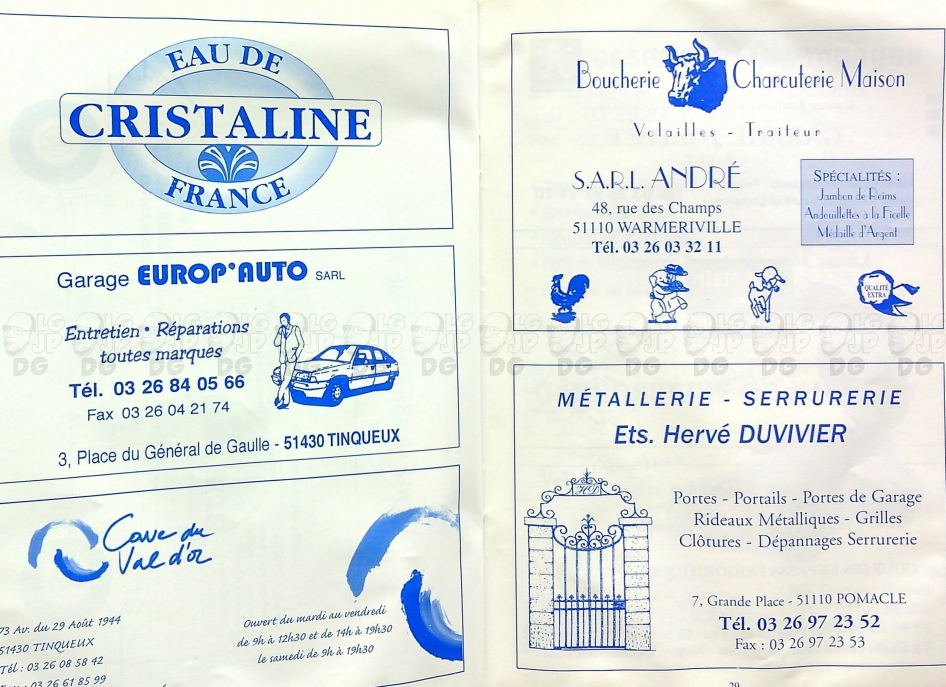 EAU DE
CRISTALINE
FRANCE
Garage EUROP'AUTO SARL
Entretien • Réparations
toutes marques
Tél. 03 26 84 05 66
Fax 03 26 04 21 74
3, Place du Général de Gaulle - 51430 TINQUEUX
Cave du
Val d'or
73 Av. du 29 Août 1944
51430 TINQUEUX
Tél : 03 26 08 58 42
03 26 61 85 99
Ouvert du mardi au vendredi
de 9h à 12h30 et de 14h à 19h30
le samedi de 9h à 19h30
Boucherie Charcuterie Maison
Volailles - Traiteur
S.A.R.L. ANDRÉ
48, rue des Champs
51110 WARMERIVILLE
Tél. 03 26 03 32 11
SPÉCIALITÉS :
Jambon de Reims
Andouillettes à la Ficelle
Médaille d'Argent
QUALITÉ
EXTRA
MÉTALLERIE - SERRURERIE
Ets. Hervé DUVIVIER
HD
Portes - Portails - Portes de Garage
Rideaux Métalliques - Grilles
Clôtures - Dépannages Serrurerie
7, Grande Place - 51110 POMACLE
Tél. 03 26 97 23 52
Fax : 03 26 97 23 53
29